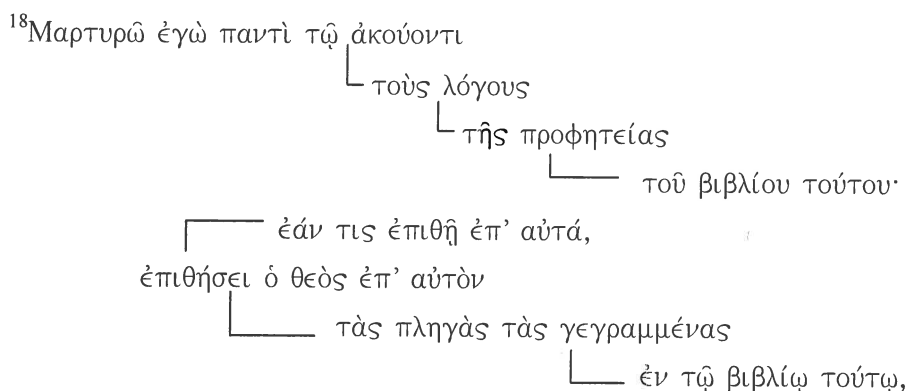 18Μαρτυρῶ ἐγὼ παντὶ τῷ ἀκούοντι
τοὺς λόγους
τῆς προφητείας
τοῦ βιβλίου τούτου·
ἐάν τις ἐπιθῇ ἐπ’ αὐτά,
ἐπιθήσει ὁ θεὸς ἐπ’ αὐτὸν
τὰς πληγὰς τὰς γεγραμμένας
ἐν τῷ βιβλίῳ τούτῳ,